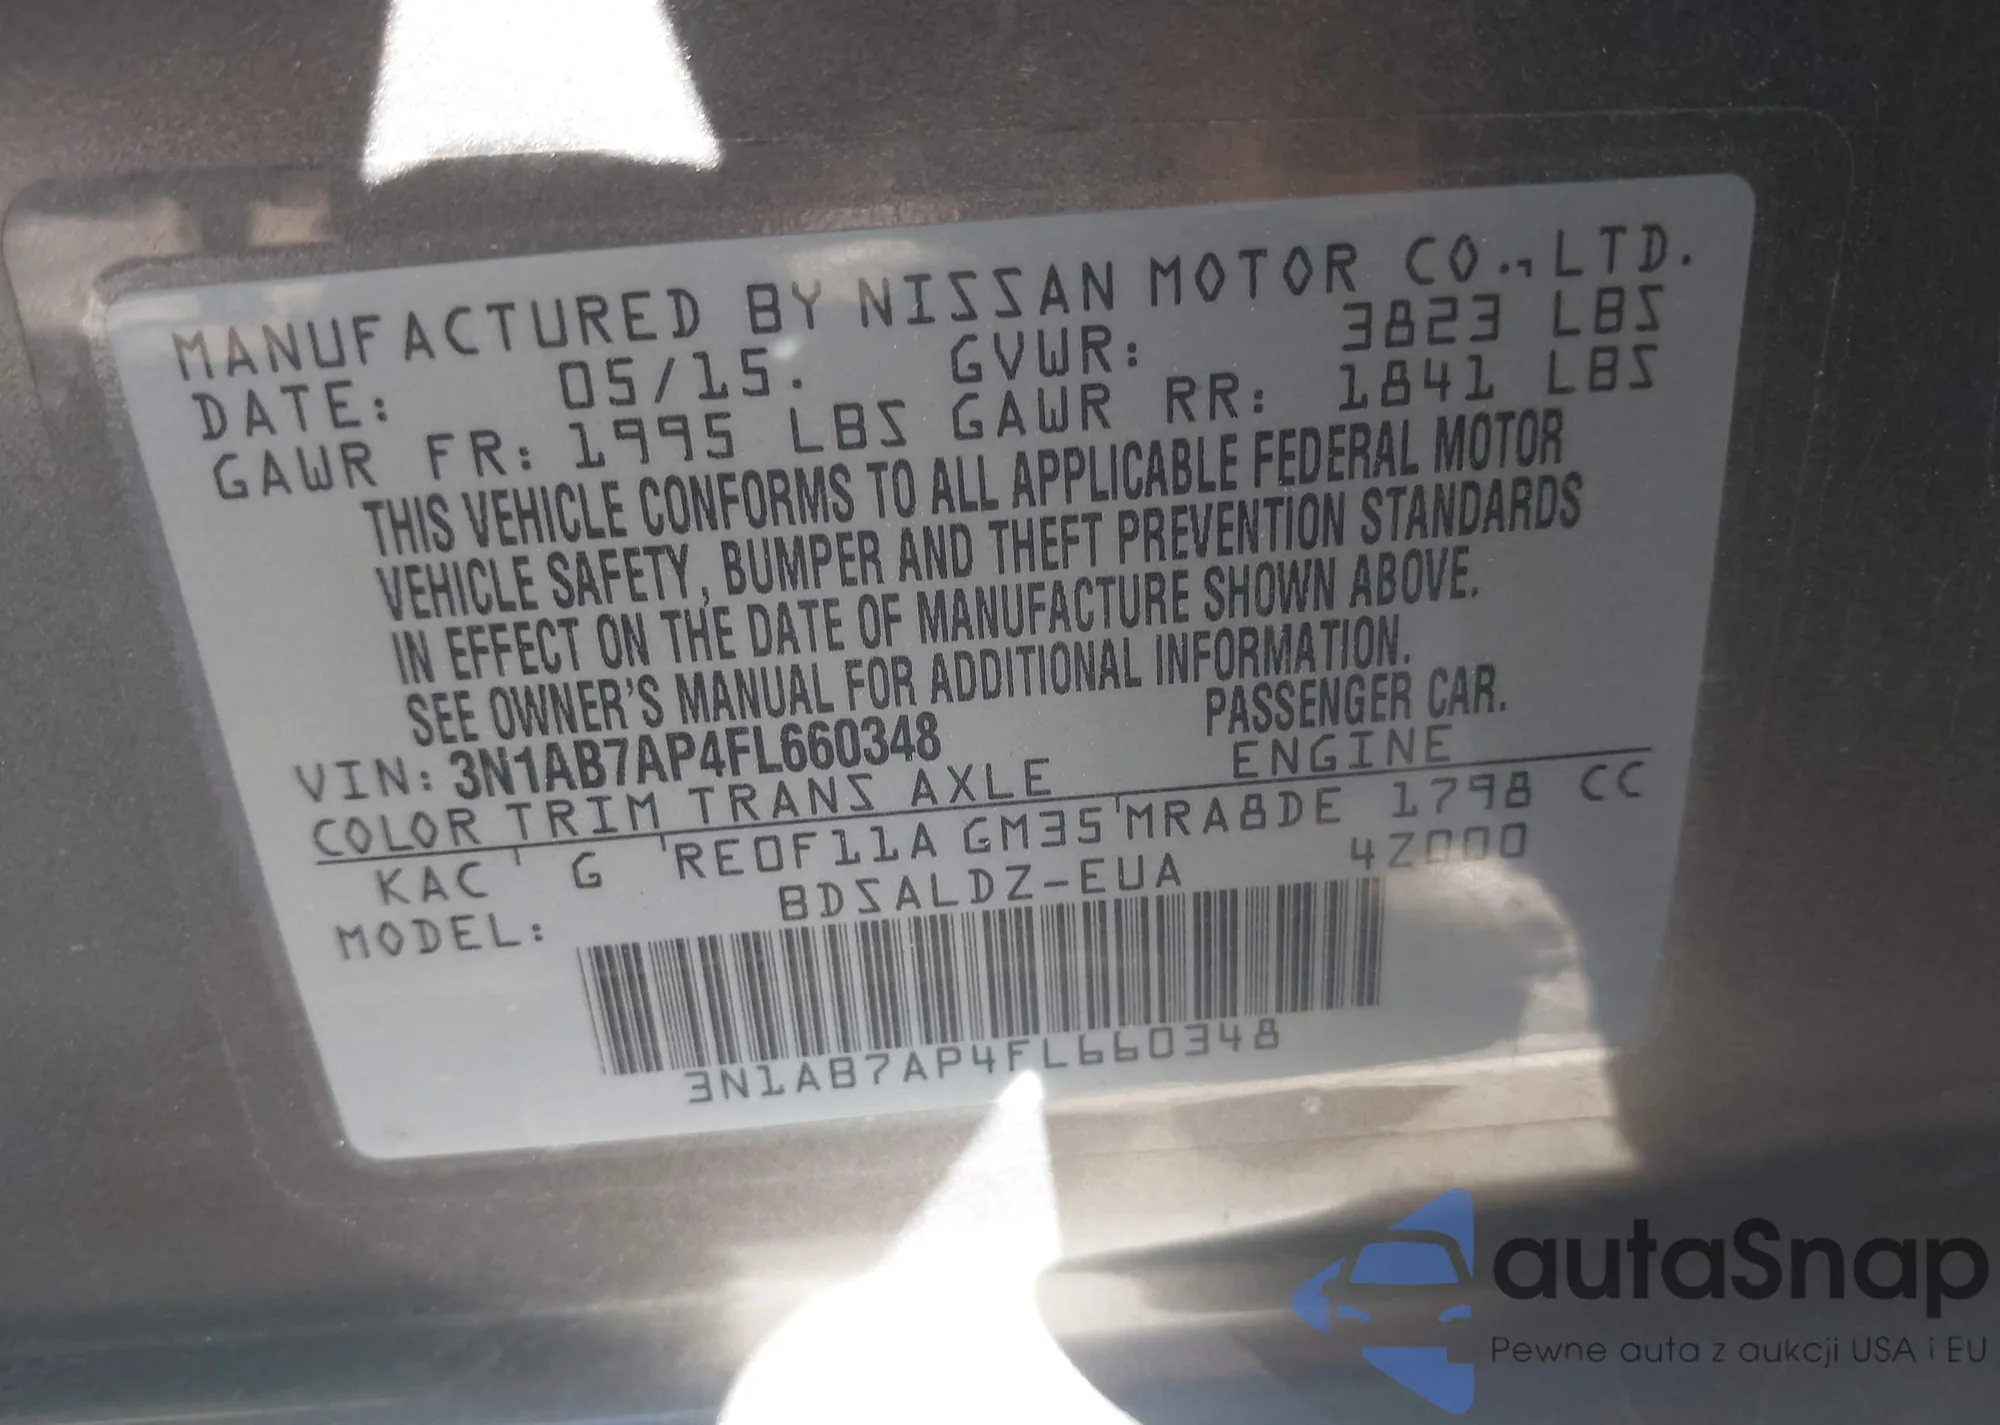 MANUFACTURED BY NISSAN MOTOR CO., LTD.
DATE: 05/15. GVWR: 3823 LBS
GAWR FR: 1995 LBS GAWR RR: 1841 LBS
THIS VEHICLE CONFORMS TO ALL APPLICABLE FEDERAL MOTOR
VEHICLE SAFETY, BUMPER AND THEFT PREVENTION STANDARDS
IN EFFECT ON THE DATE OF MANUFACTURE SHOWN ABOVE.
SEE OWNER'S MANUAL FOR ADDITIONAL INFORMATION.
VIN: 3N1AB7AP4FL660348 PASSENGER CAR.
COLOR TRIM TRANS AXLE ENGINE
KAC G RE0F11A GM35 MRA8DE 1798 CC
MODEL: BDSALDZ-EUA 4Z000
3N1AB7AP4FL660348
autaSnap
Pewne auta z aukcji USA i EU